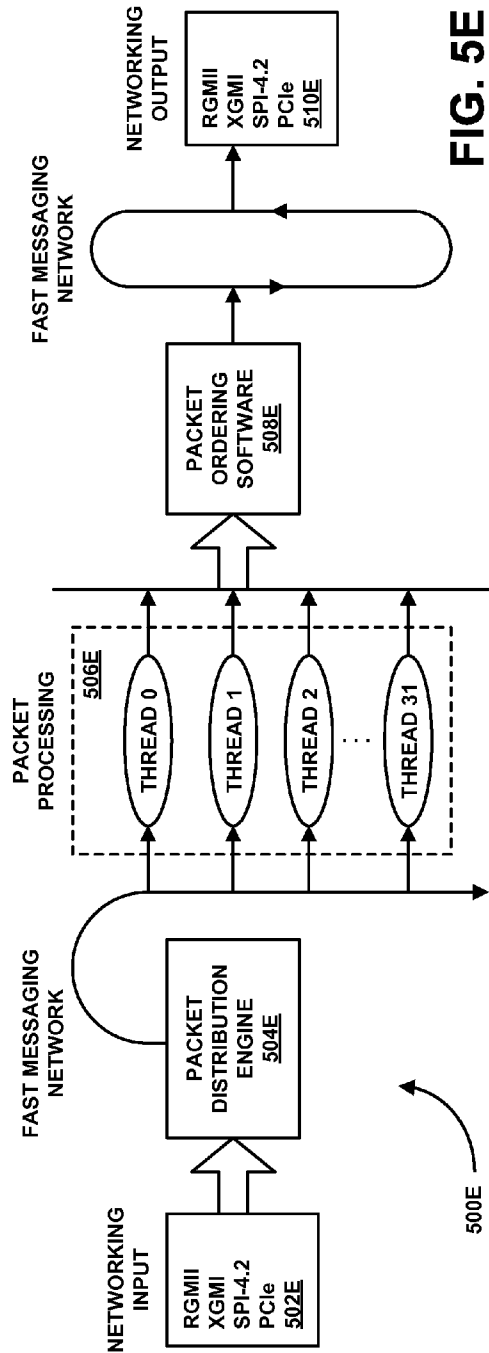 NETWORKING
INPUT
RGMII
XGMI
SPI-4.2
PCIe
502E
FAST MESSAGING
NETWORK
PACKET
DISTRIBUTION
ENGINE
504E
PACKET
PROCESSING
506E
THREAD 0
THREAD 1
THREAD 2
. . .
THREAD 31
PACKET
ORDERING
SOFTWARE
508E
FAST MESSAGING
NETWORK
NETWORKING
OUTPUT
RGMII
XGMI
SPI-4.2
PCIe
510E
500E
FIG. 5E